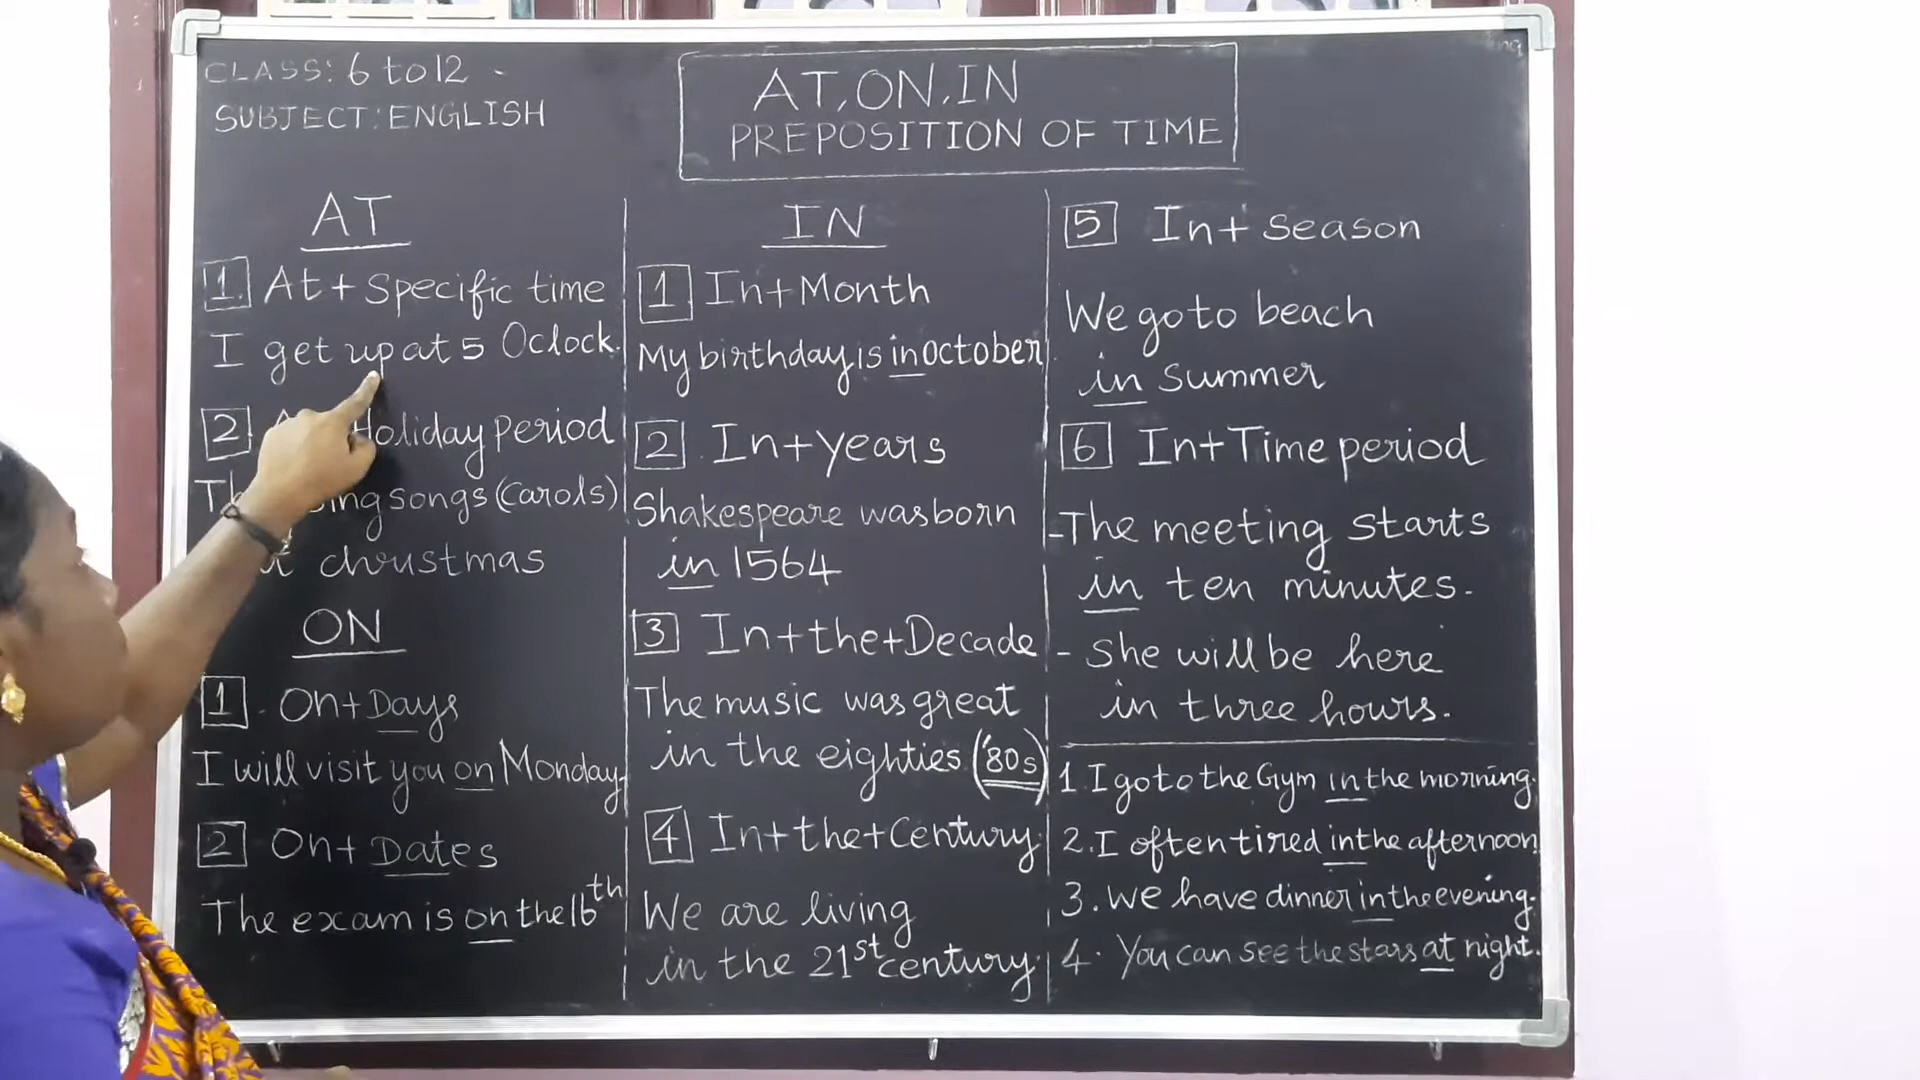 CLASS: 6 to 12
SUBJECT: ENGLISH
AT, ON, IN
PREPOSITION OF TIME
AT
1 At + Specific time
I get up at 5 Oclock.
2 Holiday period
songs (Carols)
christmas
ON
1 On + Days
I will visit you on Monday
2 On + Dates
The exam is on the 16th
IN
1 In + Month
My birthday is in october
2 In + years
Shakespeare was born
in 1564
3 In + the + Decade
The music was great
in the eighties ('80s)
4 In + the + Century
We are living
in the 21st century.
5 In + season
We go to beach
in summer
6 In + Time period
- The meeting starts
in ten minutes.
- She will be here
in three hours.
1. I go to the Gym in the morning.
2. I often tired in the afternoon
3. We have dinner in the evening.
4. You can see the stars at night.